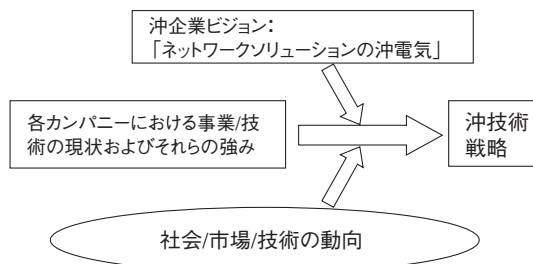 沖企業ビジョン:
「ネットワークソリューションの沖電気」
各カンパニーにおける事業/技
術の現状およびそれらの強み
沖技術
戦略
社会/市場/技術の動向